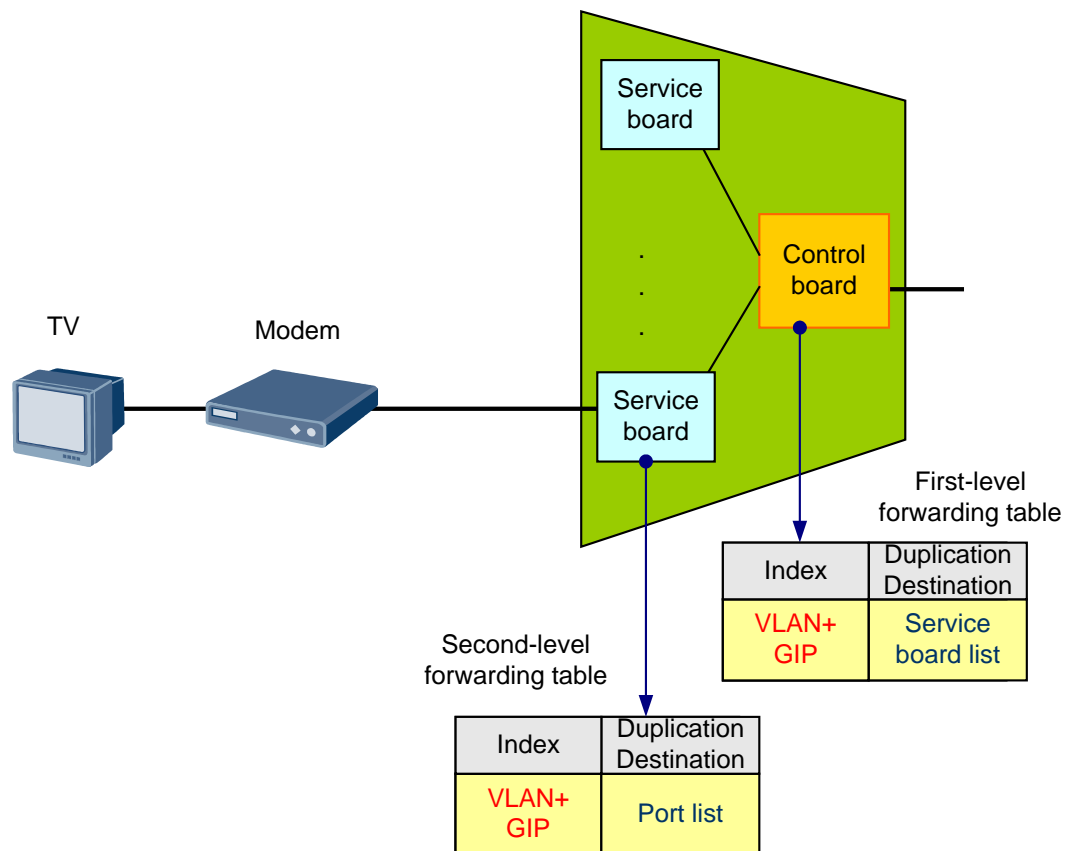 Service
board
Control
board
TV
Modem
Service
board
First-level
forwarding table
Index
Duplication
Destination
VLAN+
GIP
Service
board list
Second-level
forwarding table
Index
Duplication
Destination
VLAN+
GIP
Port list